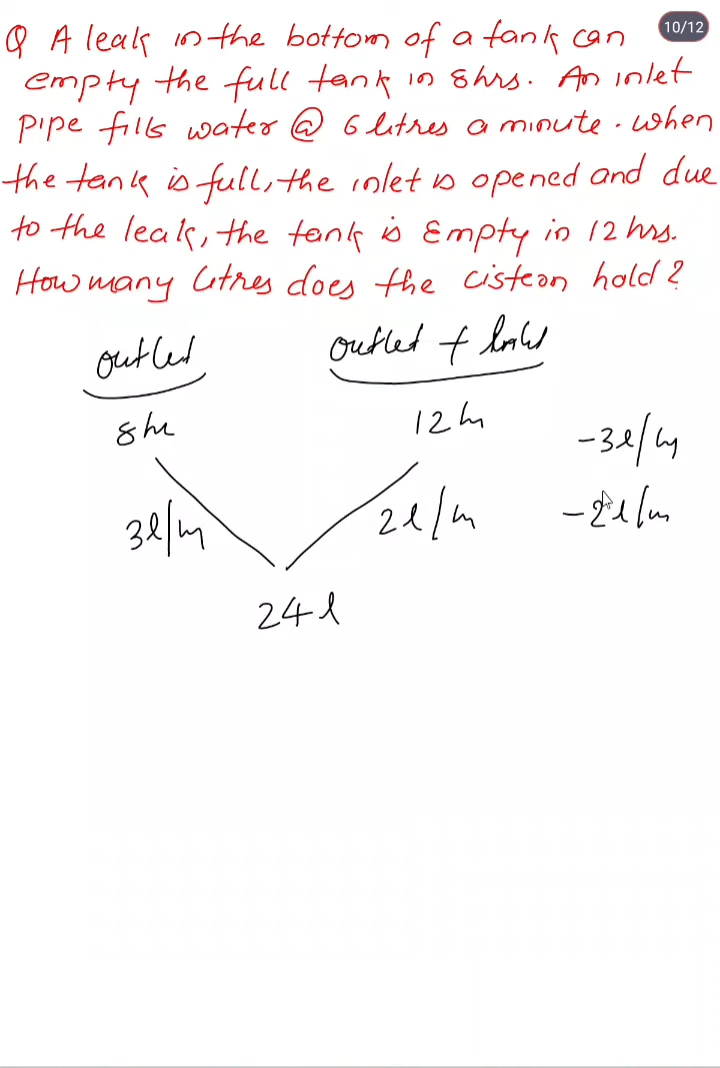 10/12
Q A leak in the bottom of a tank can
empty the full tank in 8hrs. An inlet
pipe fills water @ 6 litres a minute. when
the tank is full, the inlet is opened and due
to the leak, the tank is Empty in 12 hrs.
How many litres does the cistern hold?
outlet outlet +
8hr 12h
-3l/h
3l/h 2l/h -2l/h
24 l